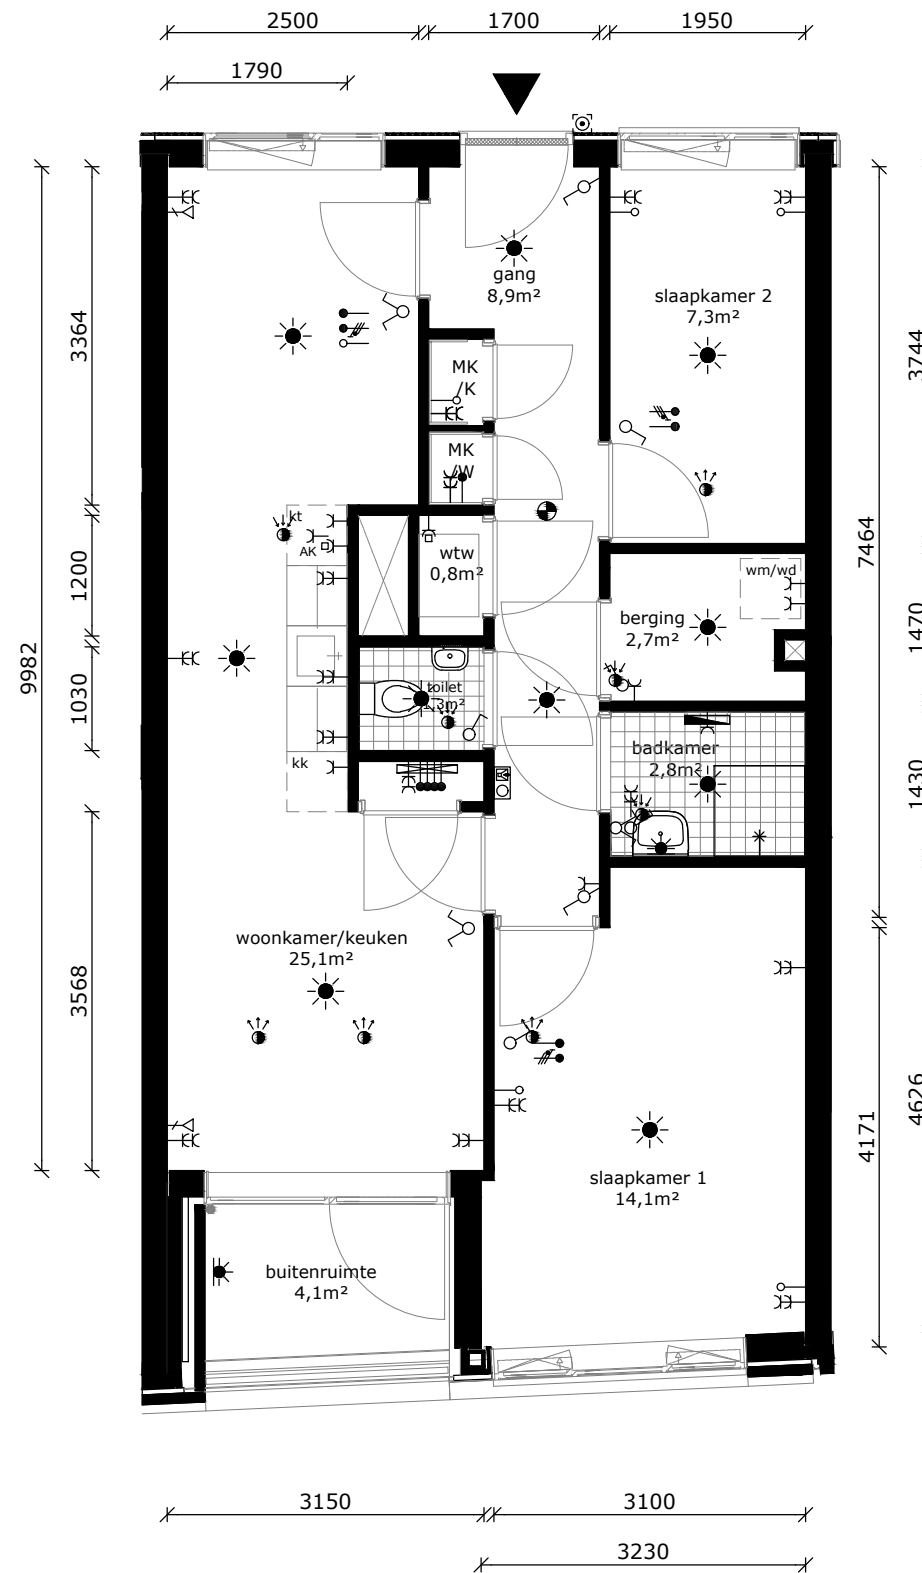 2500 1700 1950
1790
gang
8,9m²
slaapkamer 2
7,3m²
3364
3744
MK
/K
MK
/W
kt
AK
wtw
0,8m²
wm/wd
7464
1200
berging
2,7m²
1470
9982
1030
toilet
1,3m²
badkamer
2,8m²
kk
1430
woonkamer/keuken
25,1m²
3568
4626
4171
slaapkamer 1
14,1m²
buitenruimte
4,1m²
3150 3100
3230